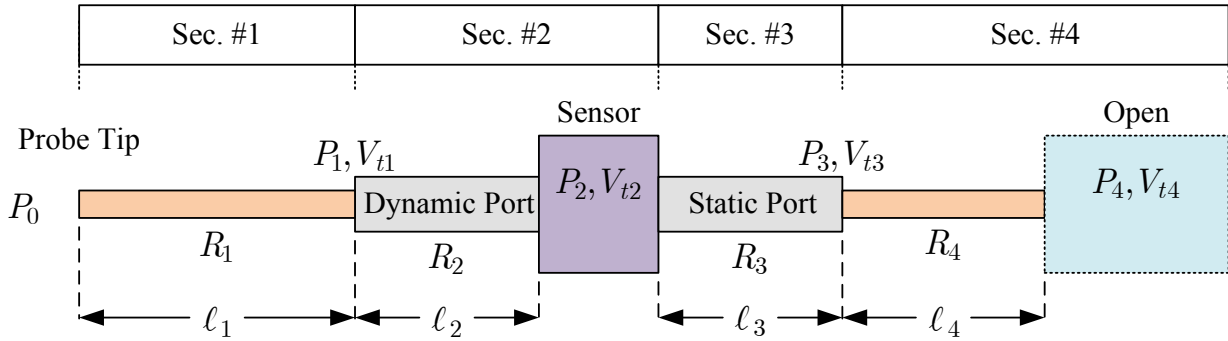 Sec. #1 Sec. #2 Sec. #3 Sec. #4
Sensor Open
Probe Tip
P₁, Vₜ₁ P₃, Vₜ₃
P₀ Dynamic Port P₂, Vₜ₂ Static Port P₄, Vₜ₄
R₁ R₂ R₃ R₄
ℓ₁ ℓ₂ ℓ₃ ℓ₄